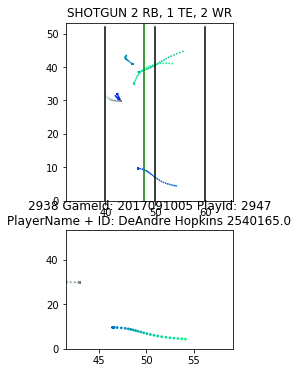 SHOTGUN 2 RB, 1 TE, 2 WR
50
40
30
20
10
0
40 50 60
2938 GameId: 2017091005 PlayId: 2947
PlayerName + ID: DeAndre Hopkins 2540165.0
40
20
0
45 50 55